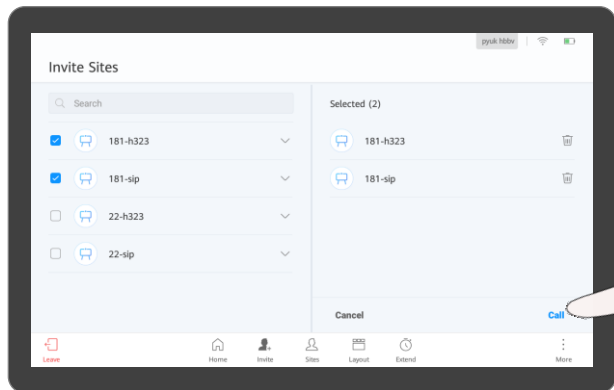 pyuk hbbv
Invite Sites
Search
181-h323
181-sip
22-h323
22-sip
Selected (2)
181-h323
181-sip
Cancel
Call
Leave
Home
Invite
Sites
Layout
Extend
More